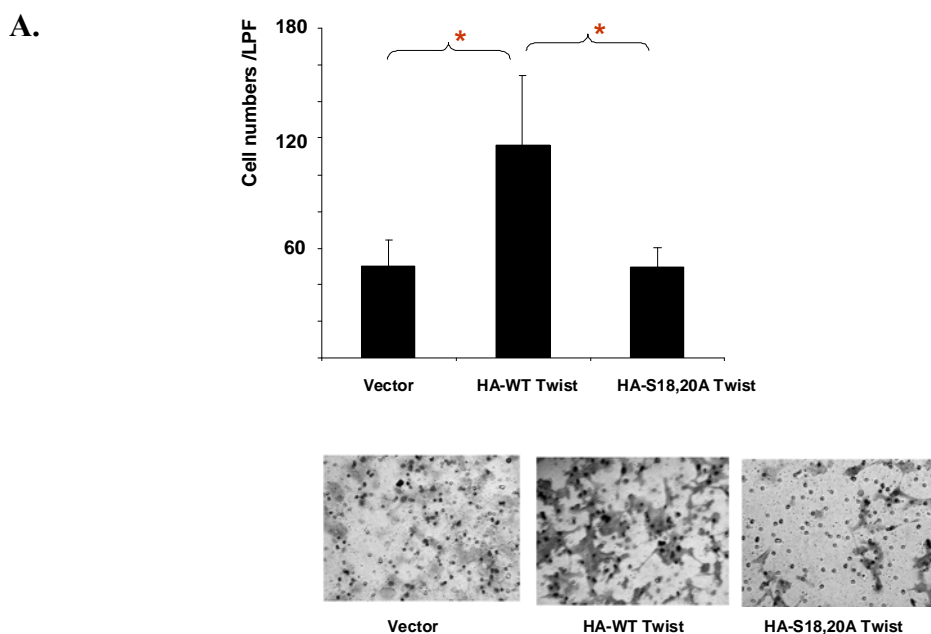 A.
Cell numbers /LPF
180
120
60
* *
Vector HA-WT Twist HA-S18,20A Twist
Vector HA-WT Twist HA-S18,20A Twist